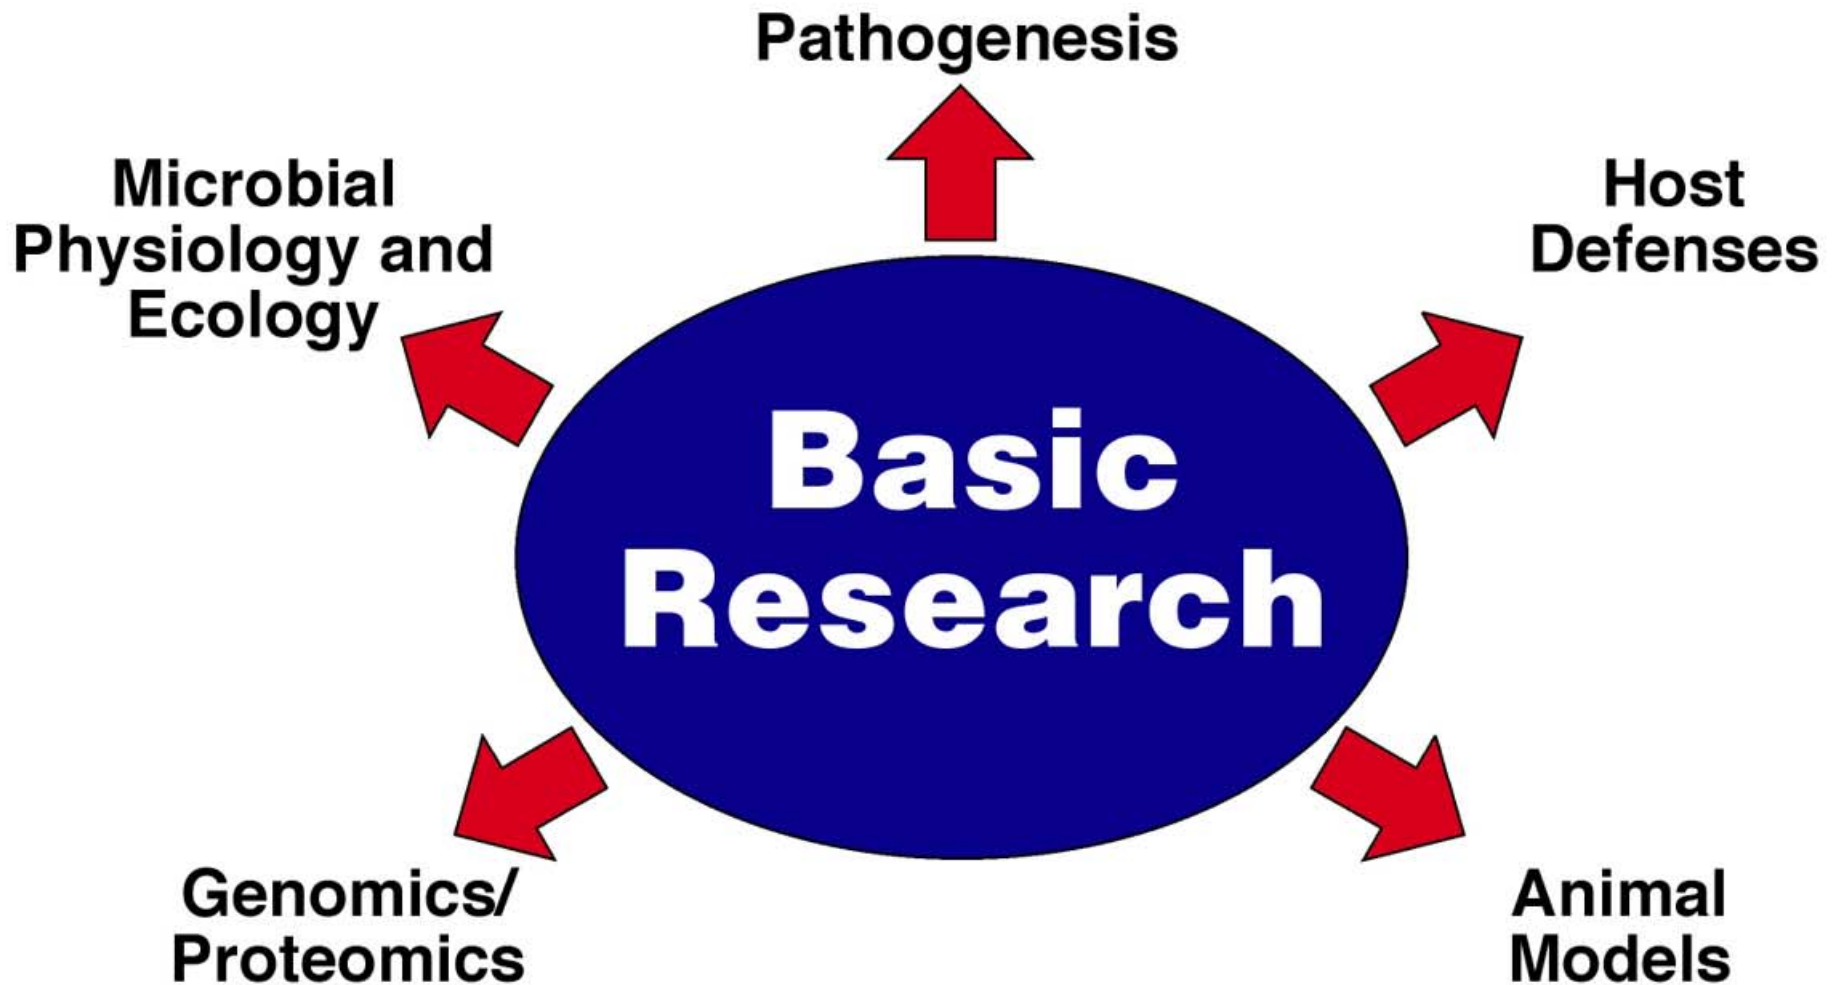 Pathogenesis
Microbial
Physiology and
Ecology
Host
Defenses
Basic
Research
Genomics/
Proteomics
Animal
Models